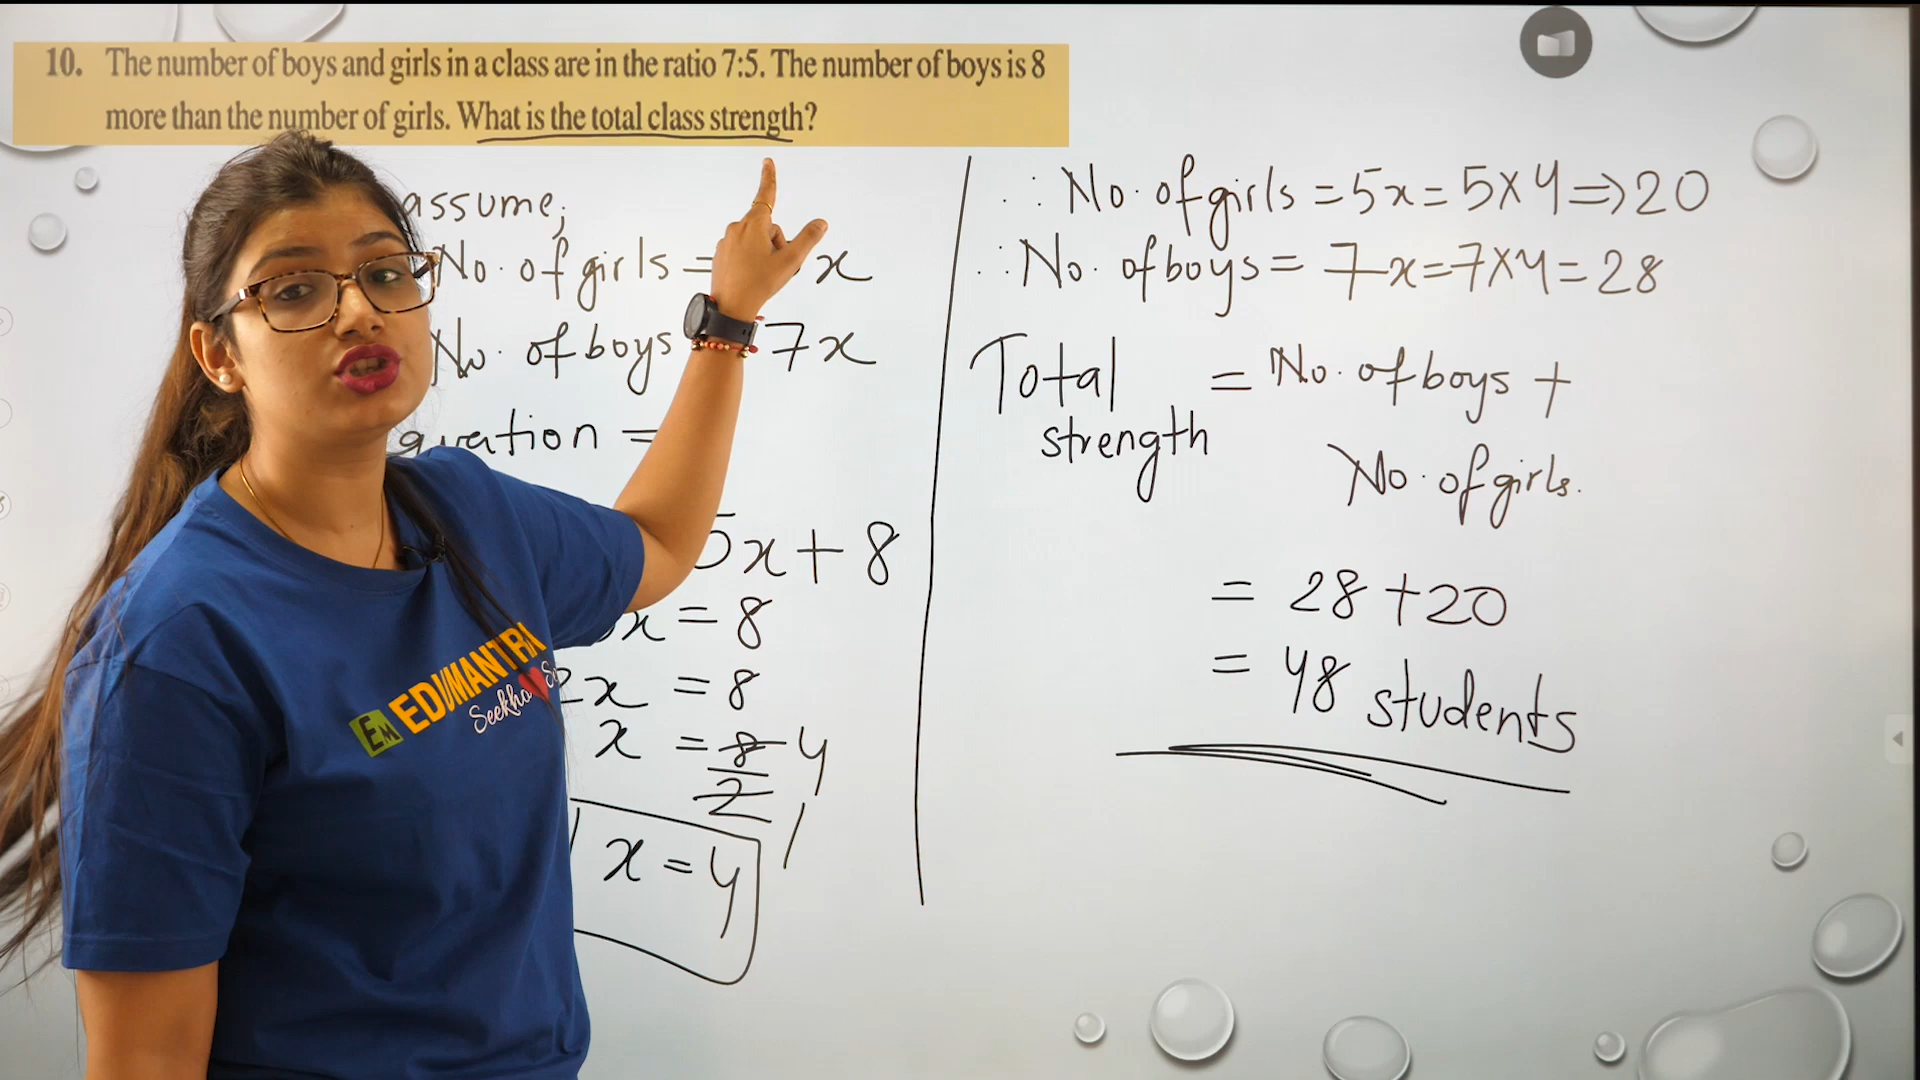 10. The number of boys and girls in a class are in the ratio 7:5. The number of boys is 8
more than the number of girls. What is the total class strength?
assume;
No. of girls = x
No. of boys 7x
5x + 8
x = 8
2x = 8
x = 8/2 4
x = 4
∴ No. of girls = 5x = 5 × 4 ⇒ 20
∴ No. of boys = 7x = 7 × 4 = 28
Total strength = No. of boys +
No. of girls.
= 28 + 20
= 48 students
EM EDUMANTRA
Seekho